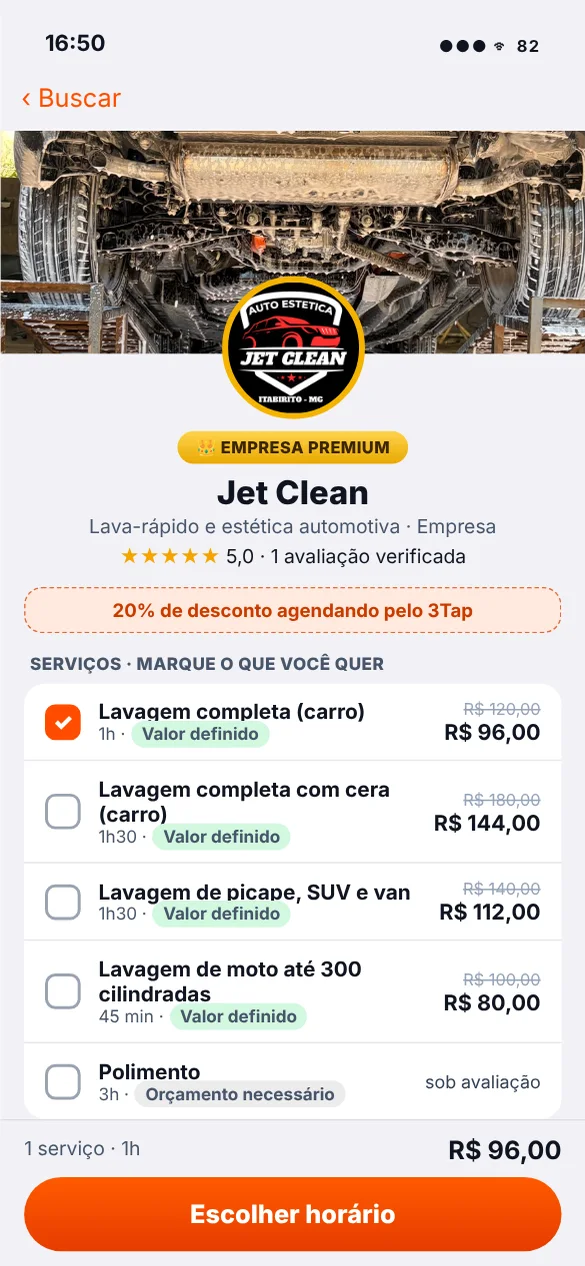 16:50
82
‹ Buscar
AUTO ESTETICA
JET CLEAN
ITABIRITO - MG
EMPRESA PREMIUM
Jet Clean
Lava-rápido e estética automotiva · Empresa
★★★★★ 5,0 · 1 avaliação verificada
20% de desconto agendando pelo 3Tap
SERVIÇOS · MARQUE O QUE VOCÊ QUER
Lavagem completa (carro)
R$ 120,00
1h · Valor definido
R$ 96,00
Lavagem completa com cera
(carro)
R$ 180,00
1h30 · Valor definido
R$ 144,00
Lavagem de picape, SUV e van
R$ 140,00
1h30 · Valor definido
R$ 112,00
Lavagem de moto até 300
cilindradas
R$ 100,00
45 min · Valor definido
R$ 80,00
Polimento
3h · Orçamento necessário
sob avaliação
1 serviço · 1h
R$ 96,00
Escolher horário